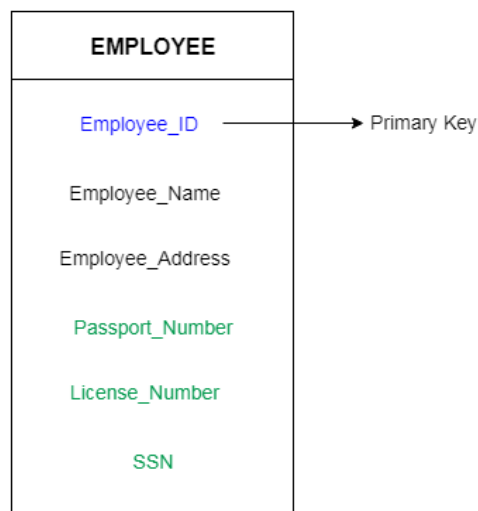 EMPLOYEE
Employee_ID Primary Key
Employee_Name
Employee_Address
Passport_Number
License_Number
SSN